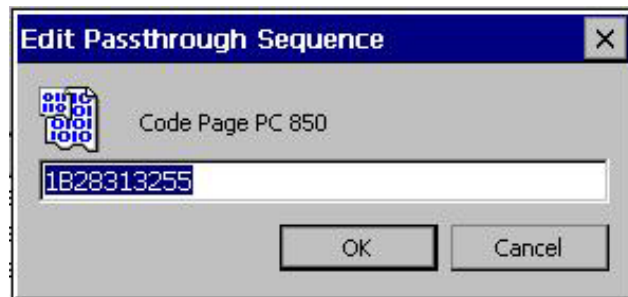 Edit Passthrough Sequence
Code Page PC 850
1B28313255
OK
Cancel